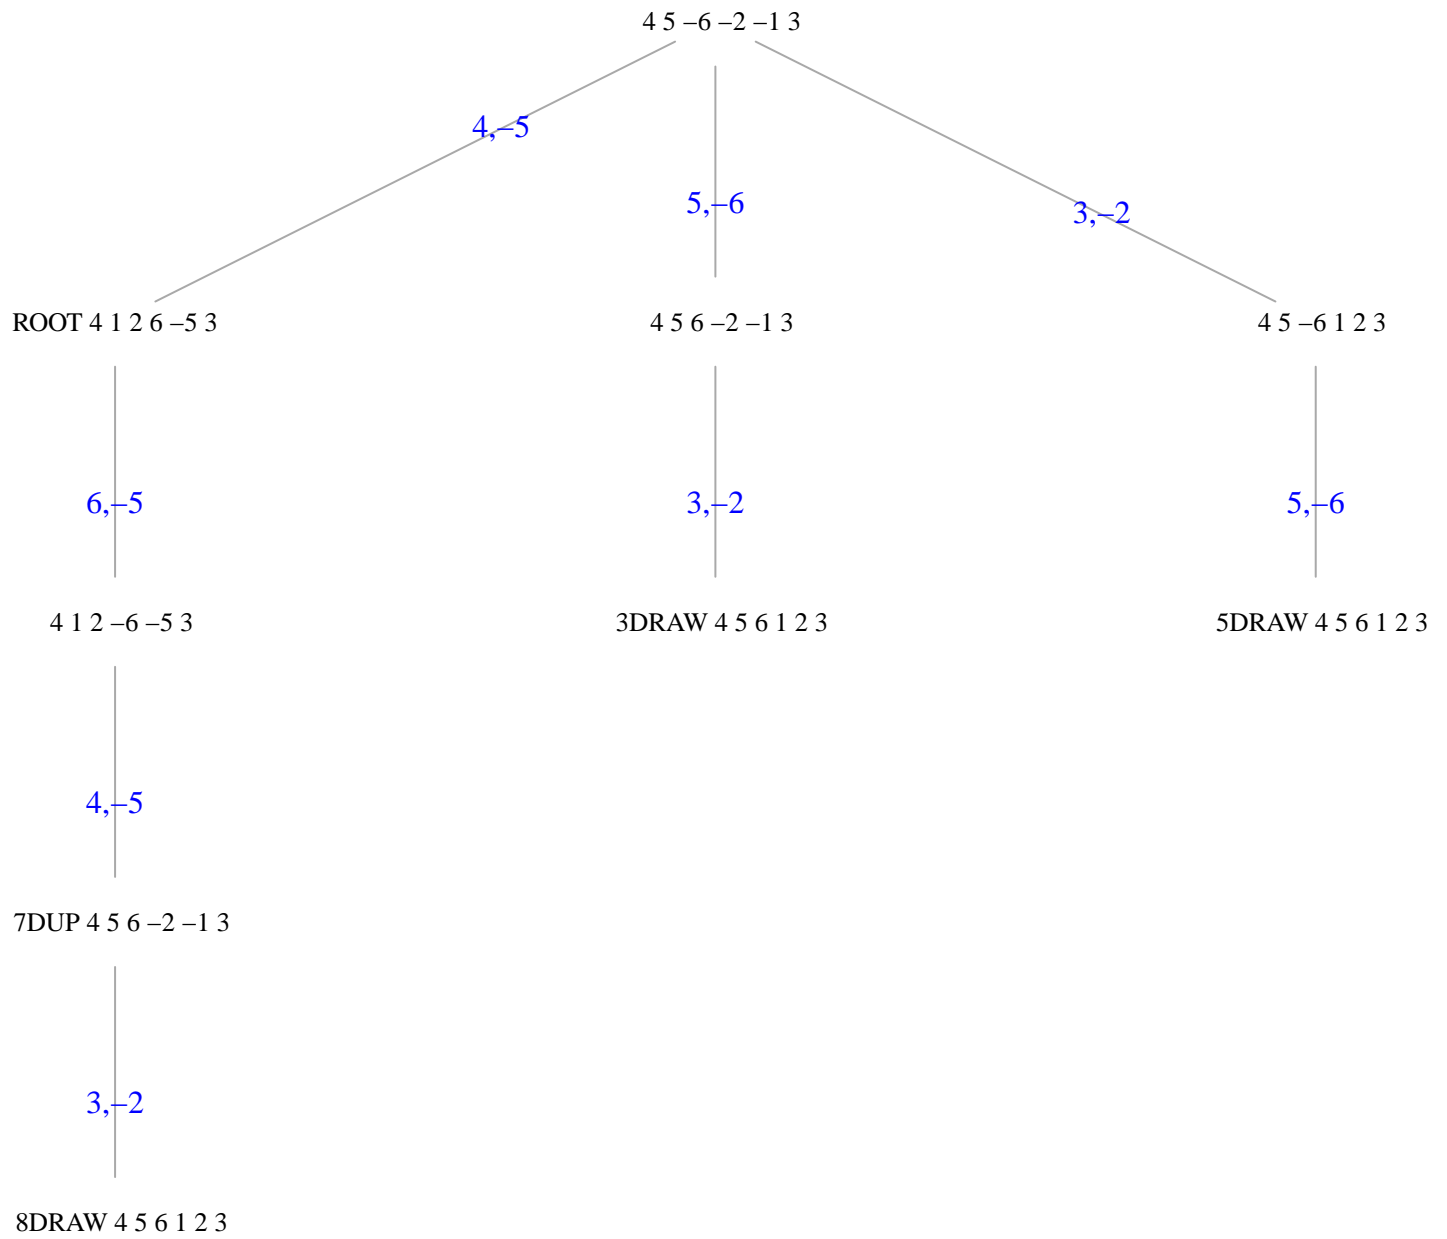 4 5 –6 –2 –1 3
4,–5
5,–6
3,–2
ROOT 4 1 2 6 –5 3
4 5 6 –2 –1 3
4 5 –6 1 2 3
6,–5
3,–2
5,–6
4 1 2 –6 –5 3
3DRAW 4 5 6 1 2 3
5DRAW 4 5 6 1 2 3
4,–5
7DUP 4 5 6 –2 –1 3
3,–2
8DRAW 4 5 6 1 2 3